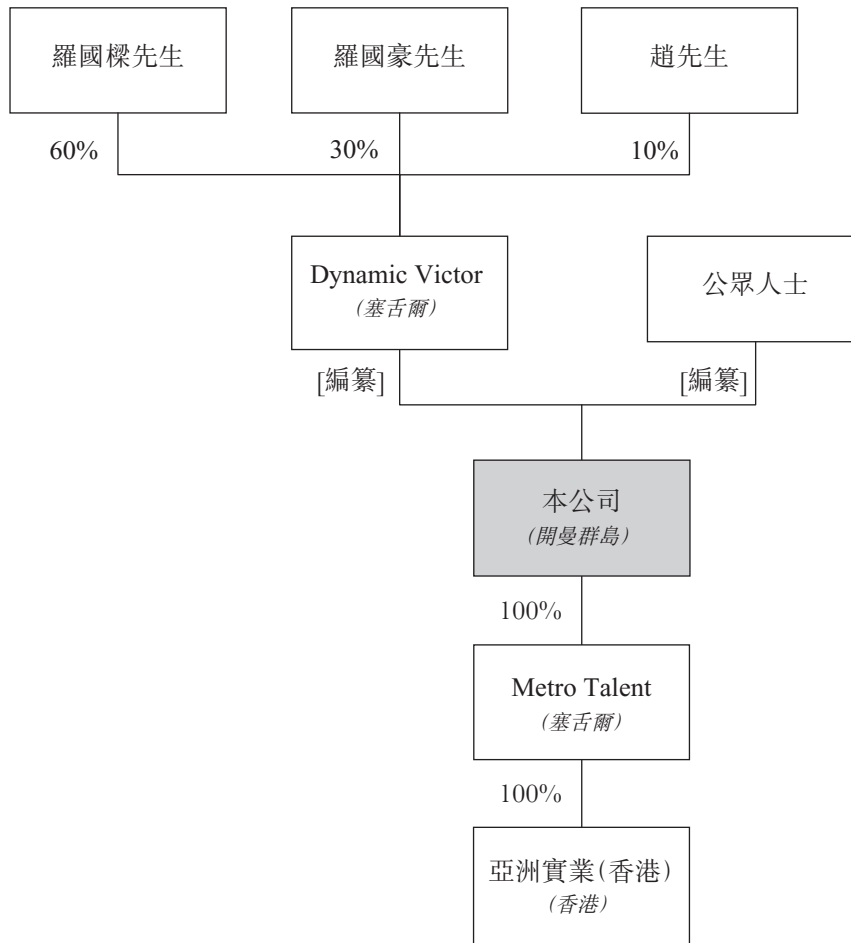 羅國樑先生
羅國豪先生
趙先生
60%
30%
10%
Dynamic Victor
(塞舌爾)
公眾人士
[編纂]
[編纂]
本公司
(開曼群島)
100%
Metro Talent
(塞舌爾)
100%
亞洲實業(香港)
(香港)